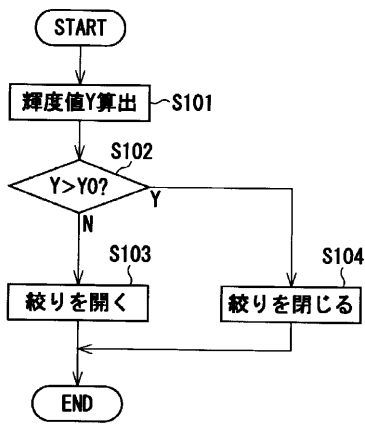 START
輝度値Y算出
S101
S102
Y>Y0?
Y
N
S103
S104
絞りを開く
絞りを閉じる
END